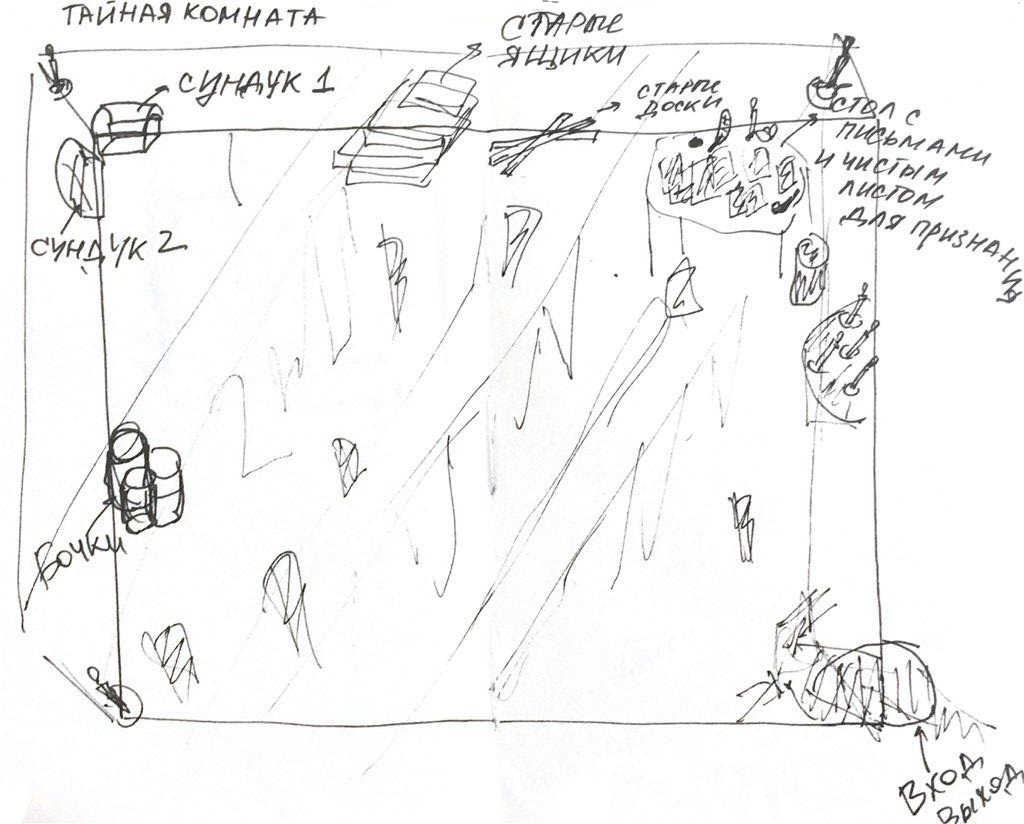 ТАЙНАЯ КОМНАТА
СУНДУК 1
СТАРЫЕ
ЯЩИКИ
СТАРЫЕ
ДОСКИ
СТОЛ С
ПИСЬМАМИ
И ЧИСТЫМ
ЛИСТОМ
ДЛЯ ПРИЗНАНИЯ
СУНДУК 2
БОЧКИ
ВХОД
ВЫХОД